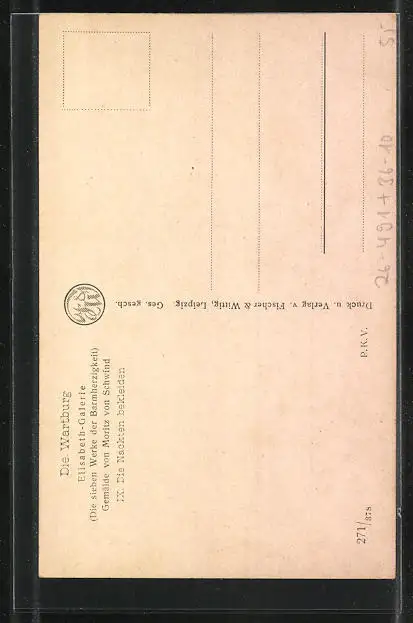 Die Wartburg
Elisabeth-Galerie
(Die sieben Werke der Barmherzigkeit)
Gemälde von Moritz von Schwind
IX. Die Nackten bekleiden
Druck u. Verlag v. Fischer & Wittig, Leipzig. Ges. gesch.
271/378
P. K. V.
26-491+36-10